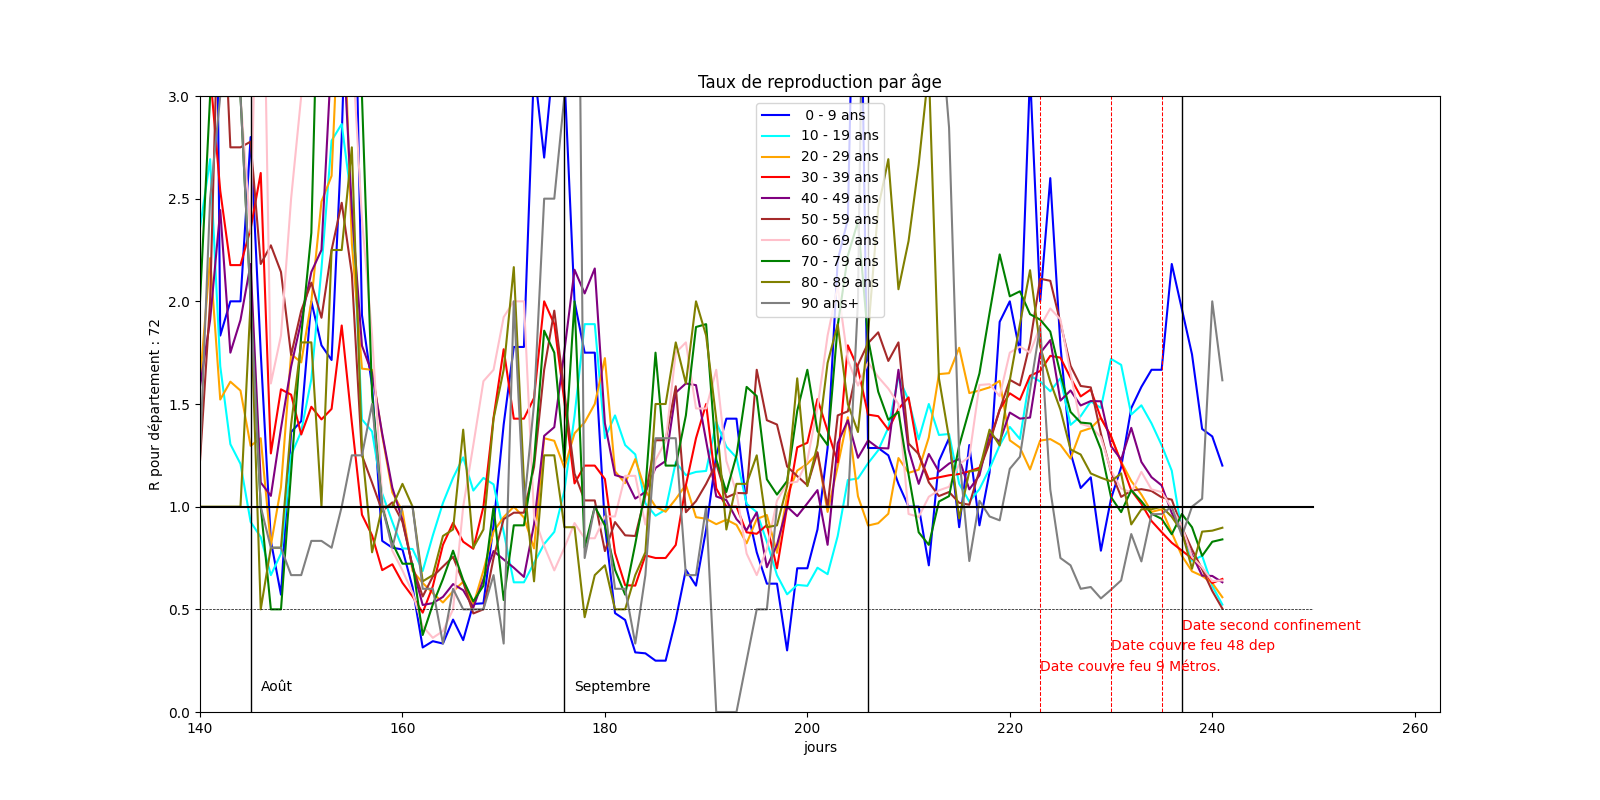 Taux de reproduction par âge
R pour département : 72
3.0
2.5
2.0
1.5
1.0
0.5
0.0
0 - 9 ans
10 - 19 ans
20 - 29 ans
30 - 39 ans
40 - 49 ans
50 - 59 ans
60 - 69 ans
70 - 79 ans
80 - 89 ans
90 ans+
Date second confinement
Date couvre feu 48 dep
Date couvre feu 9 Métros.
Août
Septembre
140
160
180
200
220
240
260
jours